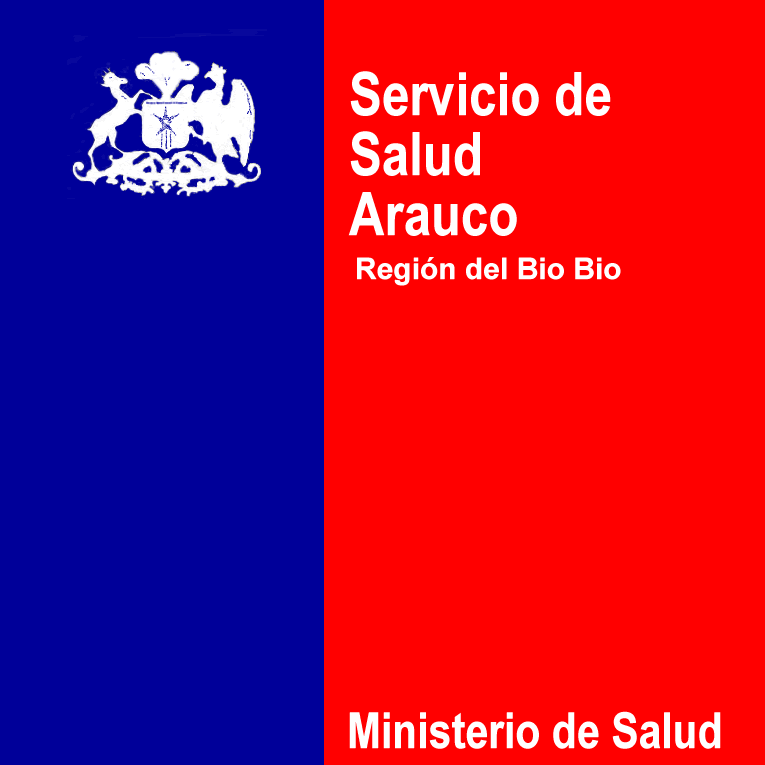 Servicio de
Salud
Arauco
Región del Bio Bio
Ministerio de Salud